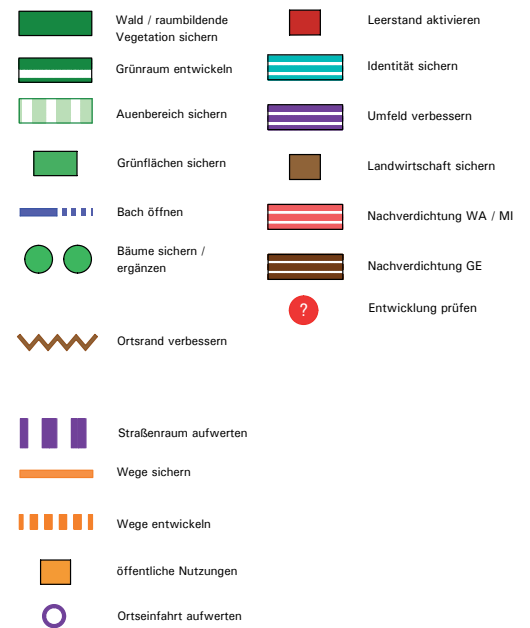 Wald / raumbildende
Vegetation sichern
Grünraum entwickeln
Auenbereich sichern
Grünflächen sichern
Bach öffnen
Bäume sichern /
ergänzen
Ortsrand verbessern
Straßenraum aufwerten
Wege sichern
Wege entwickeln
öffentliche Nutzungen
Ortseinfahrt aufwerten
Leerstand aktivieren
Identität sichern
Umfeld verbessern
Landwirtschaft sichern
Nachverdichtung WA / MI
Nachverdichtung GE
?
Entwicklung prüfen